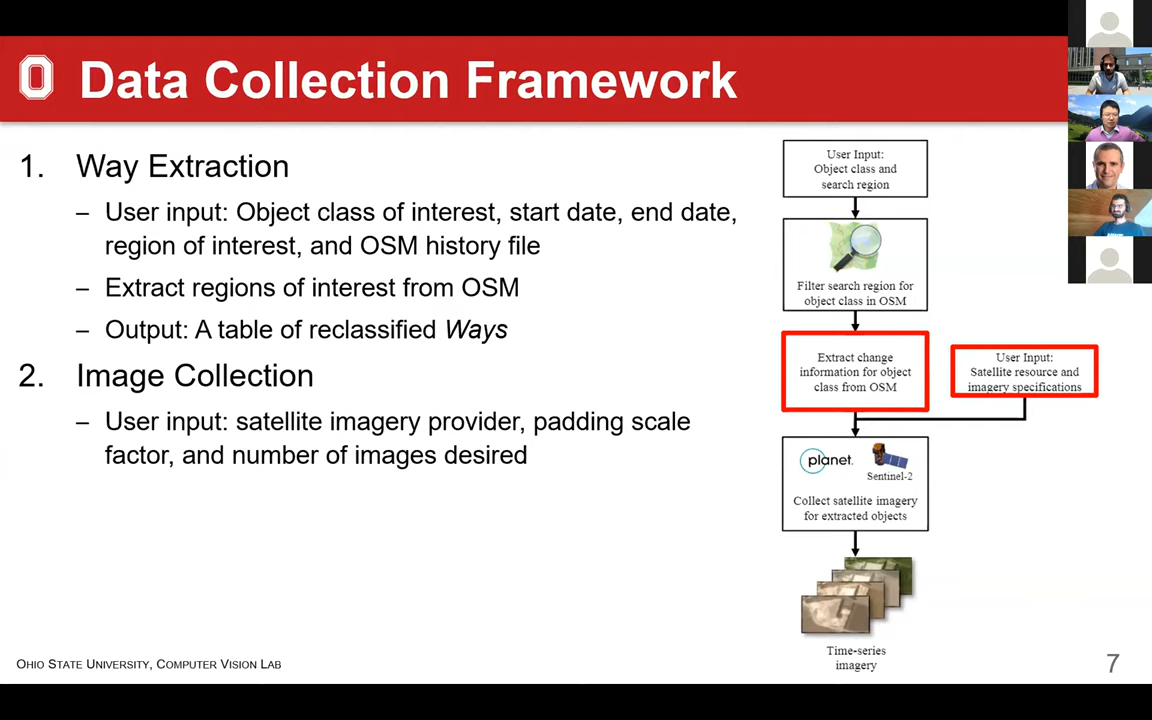 Data Collection Framework
1. Way Extraction
– User input: Object class of interest, start date, end date,
region of interest, and OSM history file
– Extract regions of interest from OSM
– Output: A table of reclassified Ways
2. Image Collection
– User input: satellite imagery provider, padding scale
factor, and number of images desired
User Input:
Object class and
search region
Filter search region for
object class in OSM
Extract change
information for object
class from OSM
User Input:
Satellite resource and
imagery specifications
planet.
Sentinel-2
Collect satellite imagery
for extracted objects
Time-series
imagery
OHIO STATE UNIVERSITY, COMPUTER VISION LAB
7